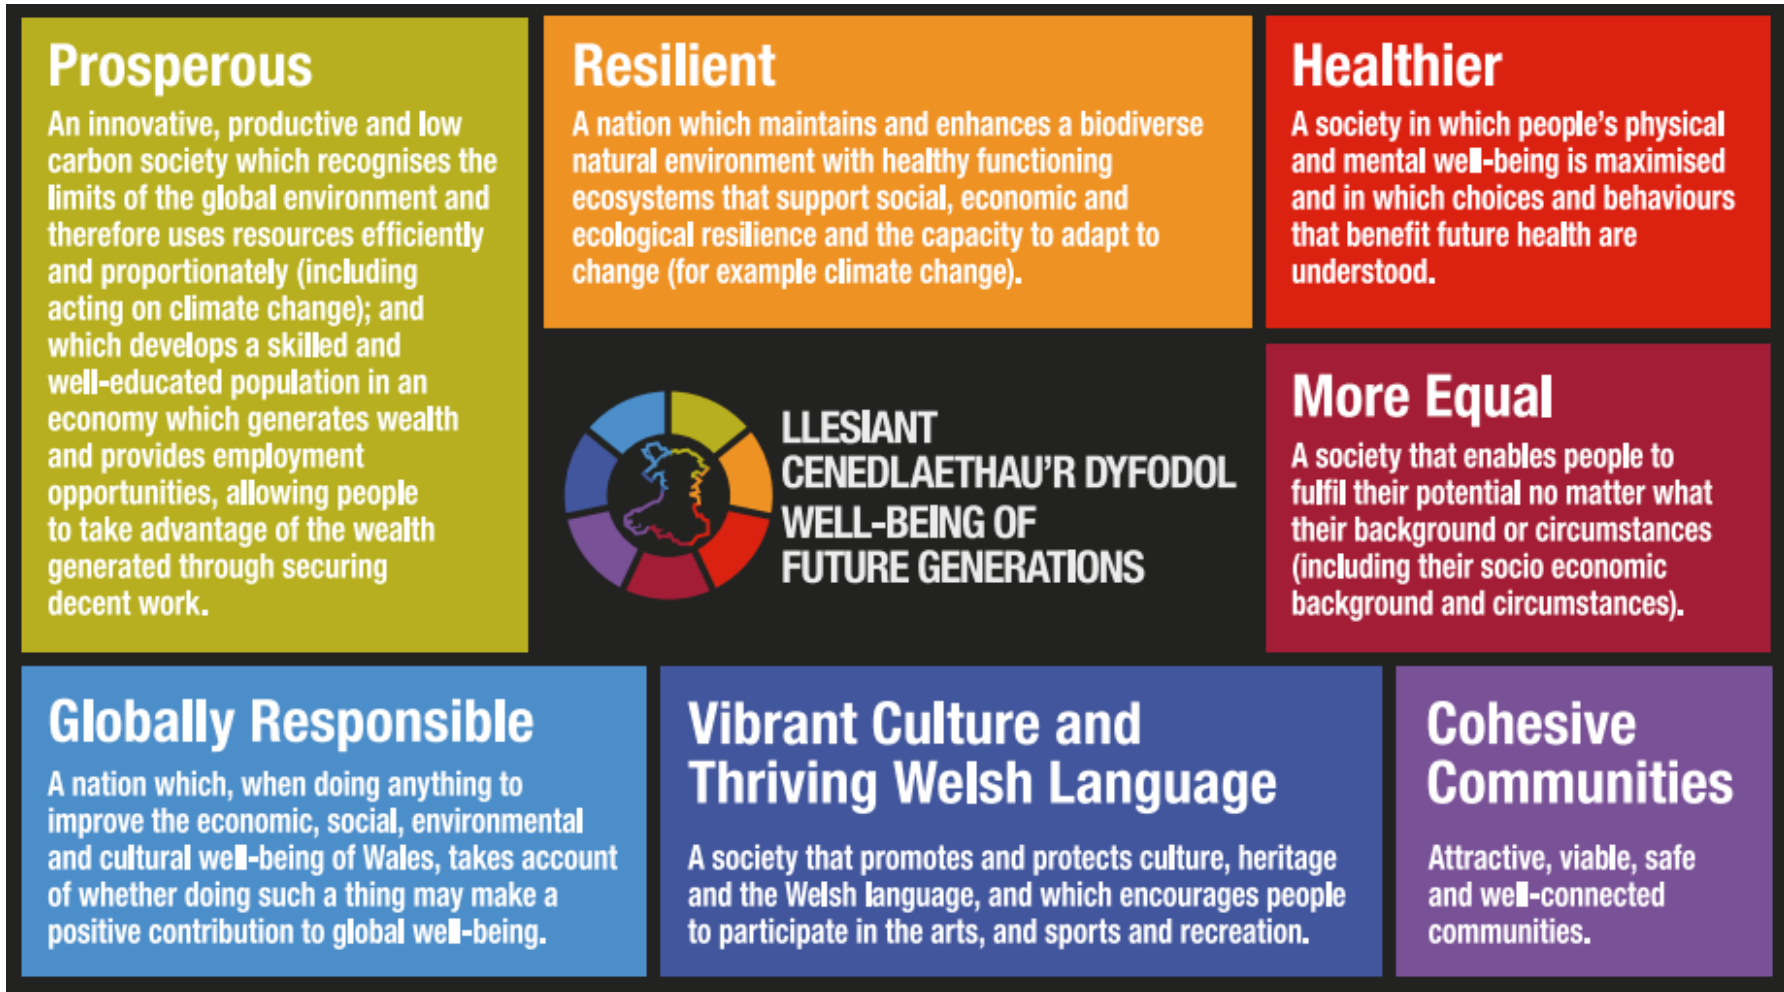 Prosperous
An innovative, productive and low
carbon society which recognises the
limits of the global environment and
therefore uses resources efficiently
and proportionately (including
acting on climate change); and
which develops a skilled and
well-educated population in an
economy which generates wealth
and provides employment
opportunities, allowing people
to take advantage of the wealth
generated through securing
decent work.
Resilient
A nation which maintains and enhances a biodiverse
natural environment with healthy functioning
ecosystems that support social, economic and
ecological resilience and the capacity to adapt to
change (for example climate change).
Healthier
A society in which people's physical
and mental well-being is maximised
and in which choices and behaviours
that benefit future health are
understood.
LLESIANT
CENEDLAETHAU'R DYFODOL
WELL-BEING OF
FUTURE GENERATIONS
More Equal
A society that enables people to
fulfil their potential no matter what
their background or circumstances
(including their socio economic
background and circumstances).
Globally Responsible
A nation which, when doing anything to
improve the economic, social, environmental
and cultural well-being of Wales, takes account
of whether doing such a thing may make a
positive contribution to global well-being.
Vibrant Culture and
Thriving Welsh Language
A society that promotes and protects culture, heritage
and the Welsh language, and which encourages people
to participate in the arts, and sports and recreation.
Cohesive
Communities
Attractive, viable, safe
and well-connected
communities.